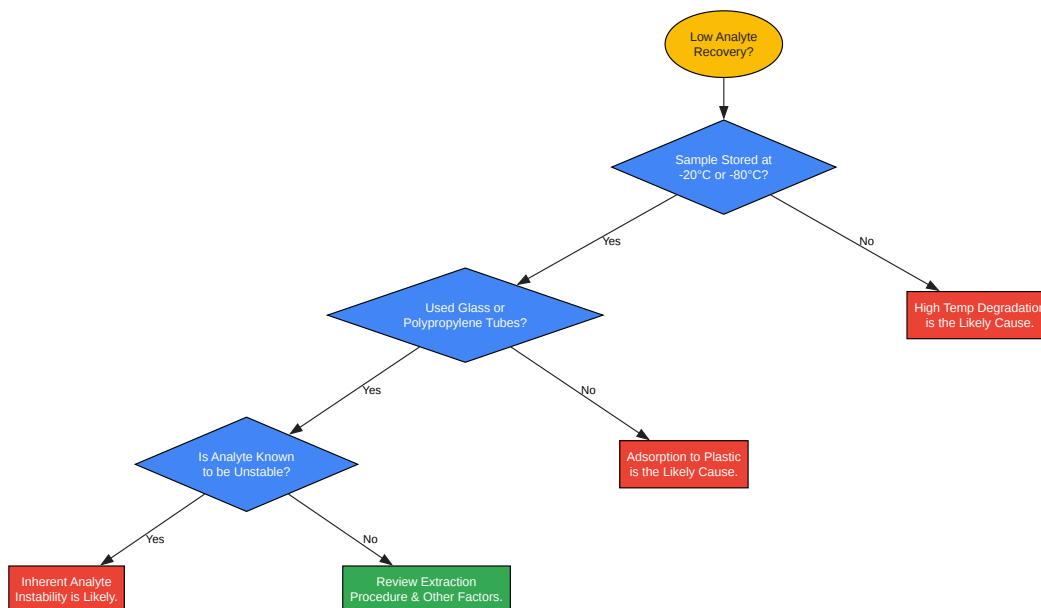 Low Analyte
Recovery?
Sample Stored at
-20°C or -80°C?
Yes
No
Used Glass or
Polypropylene Tubes?
High Temp Degradation
is the Likely Cause.
Yes
No
Is Analyte Known
to be Unstable?
Adsorption to Plastic
is the Likely Cause.
Yes
No
Inherent Analyte
Instability is Likely.
Review Extraction
Procedure & Other Factors.